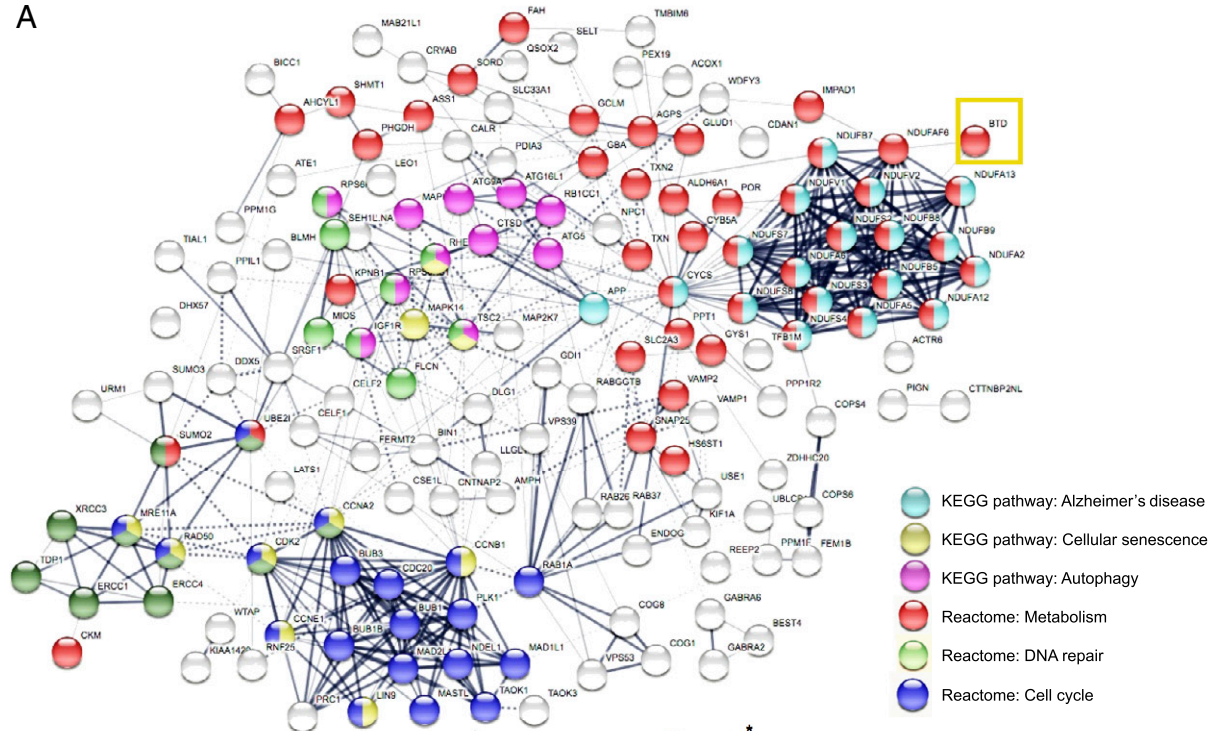 A
FAH
TMBIM6
MAB21L1
SELT
CRYAB
QSOX2
SORD
PEX19
BICC1
ACOX1
SHMT1
WDFY3
SLC33A1
AHCYL1
ASS1
GCLM
AGPS
IMPAD1
GLUD1
BTD
PHGDH
CALR
CDAN1
NDUFB7
NDUFAF6
PDIA3
GBA
ATE1
LEO1
TXN2
ATG16L1
RB1CC1
ALDH6A1
POR
NDUFV1
NDUFV2
NDUFA13
PPM1G
CTSD
ATG5
NPC1
CYB5A
NDUFB8
TIAL1
BLMH
TXN
NDUFS7
NDUFB9
PPIL1
NDUFA6
NDUFA2
KPNB1
CYCS
NDUFB5
APP
NDUFS8
NDUFS3
DHX57
MIOS
MAPK14
NDUFA5
NDUFA12
IGF1R
TSC2
MAP2K7
PPT1
NDUFS4
SRSF1
GYS1
TFB1M
SLC2A3
ACTR6
DDX5
FLCN
GDI1
SUMO3
CELF2
RABGGTB
VAMP2
URM1
DLG1
VAMP1
PPP1R2
PIGN
CTTNBP2NL
CELF1
COPS4
UBE2I
VPS39
SNAP25
SUMO2
FERMT2
BIN1
HS6ST1
ZDHHC20
LATS1
USE1
CSE1L
CNTNAP2
AMPH
RAB26
RAB37
COPS6
XRCC3
MRE11A
CCNA2
KIF1A
KEGG pathway: Alzheimer's disease
RAD50
CDK2
BUB3
CCNB1
ENDOG
PPM1F
FEM1B
KEGG pathway: Cellular senescence
TDP1
CDC20
RAB1A
REEP2
ERCC1
ERCC4
PLK1
KEGG pathway: Autophagy
BUB1
COG8
GABRA6
WTAP
CCNE1
BUB1B
BEST4
Reactome: Metabolism
CKM
RNF25
MAD2L
NDEL1
MAD1L1
COG1
GABRA2
Reactome: DNA repair
VPS53
PRC1
LIN9
MASTL
TAOK1
TAOK3
Reactome: Cell cycle
*